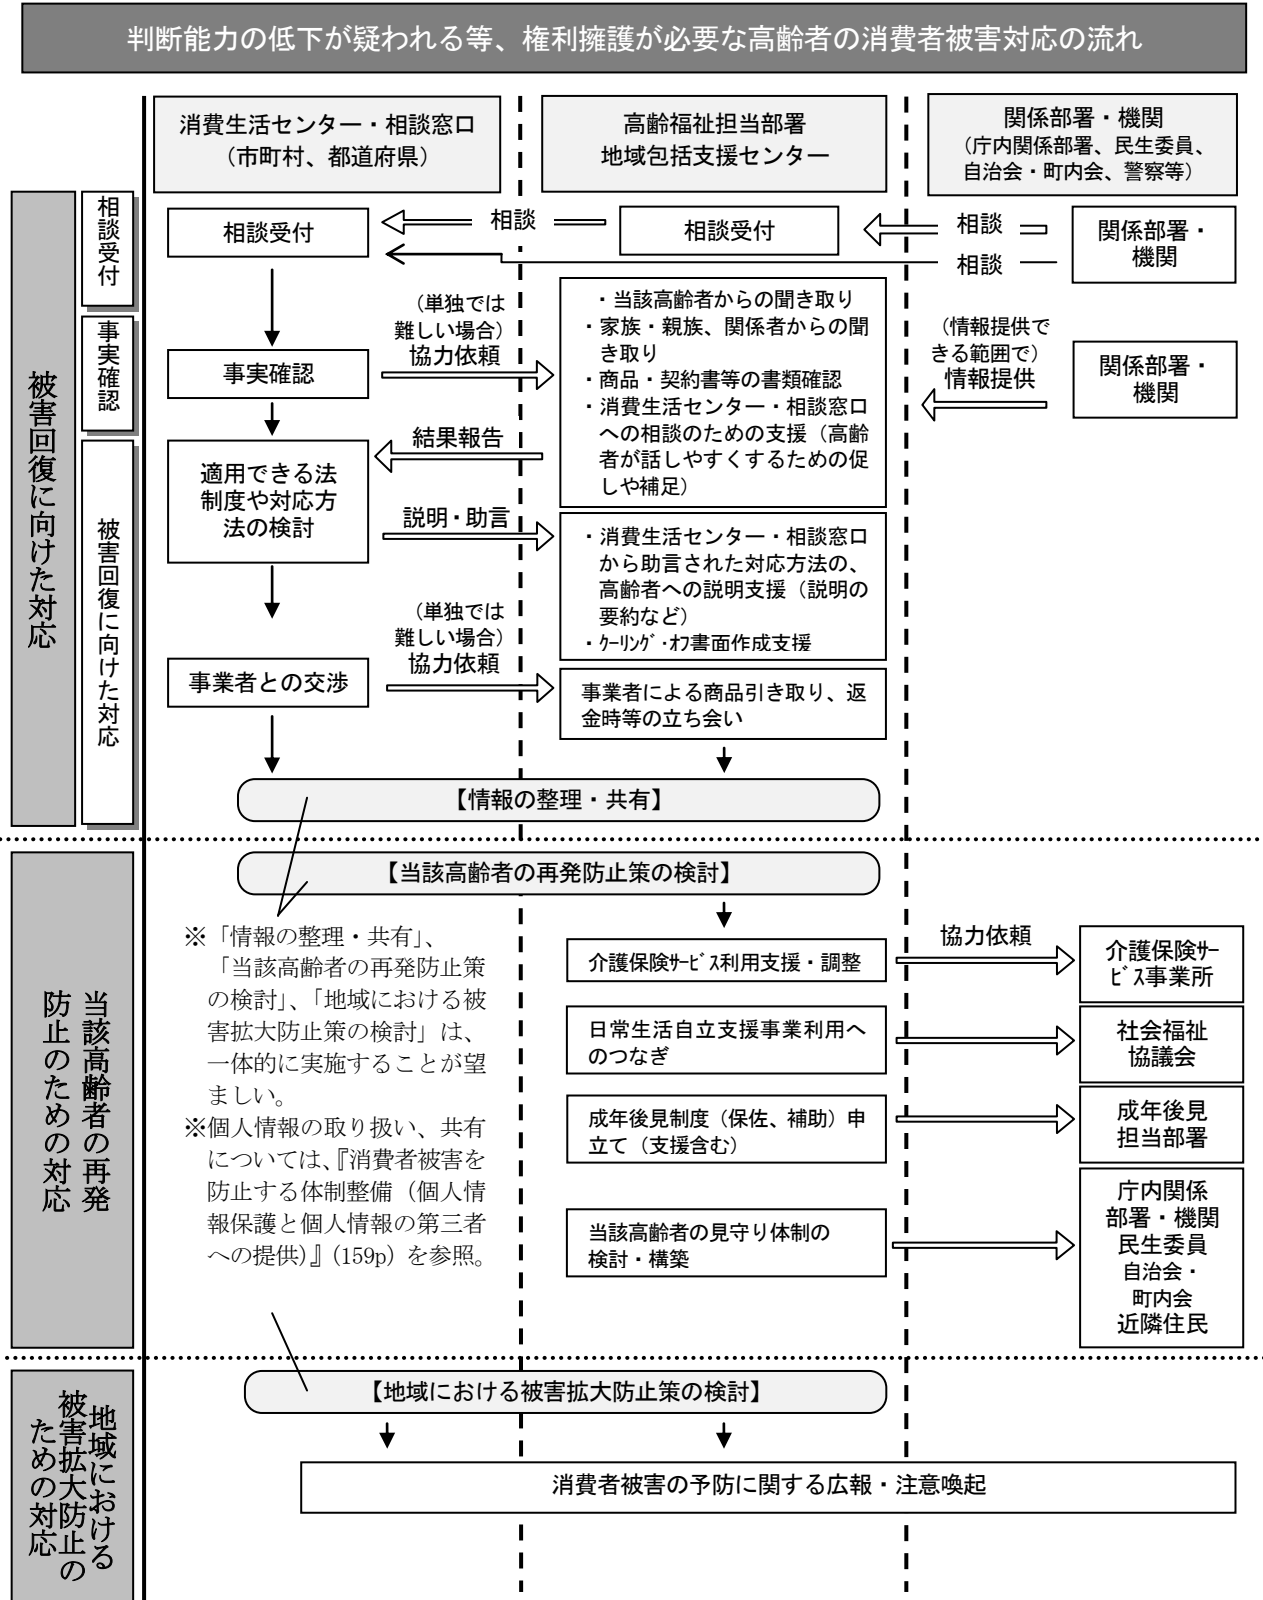 判断能力の低下が疑われる等、権利擁護が必要な高齢者の消費者被害対応の流れ
消費生活センター・相談窓口
（市町村、都道府県）
高齢福祉担当部署
地域包括支援センター
関係部署・機関
（庁内関係部署、民生委員、
自治会・町内会、警察等）
被害回復に向けた対応
相談受付
相談受付
相談
相談受付
相談
相談
関係部署・
機関
事実確認
事実確認
（単独では
難しい場合）
協力依頼
・当該高齢者からの聞き取り
・家族・親族、関係者からの聞
き取り
・商品・契約書等の書類確認
・消費生活センター・相談窓口
への相談のための支援（高齢
者が話しやすくするための促
しや補足）
（情報提供で
きる範囲で）
情報提供
関係部署・
機関
結果報告
被害回復に向けた対応
適用できる法
制度や対応方
法の検討
説明・助言
・消費生活センター・相談窓口
から助言された対応方法の、
高齢者への説明支援（説明の
要約など）
・ｸｰﾘﾝｸﾞ･ｵﾌ書面作成支援
（単独では
難しい場合）
協力依頼
事業者との交渉
事業者による商品引き取り、返
金時等の立ち会い
【情報の整理・共有】
当該高齢者の再発
防止のための対応
【当該高齢者の再発防止策の検討】
※「情報の整理・共有」、
「当該高齢者の再発防止策
の検討」、「地域における被
害拡大防止策の検討」は、
一体的に実施することが望
ましい。
※個人情報の取り扱い、共有
については、『消費者被害を
防止する体制整備（個人情
報保護と個人情報の第三者
への提供）』（159p）を参照。
介護保険ｻｰﾋﾞｽ利用支援・調整
協力依頼
介護保険ｻｰ
ﾋﾞｽ事業所
日常生活自立支援事業利用へ
のつなぎ
社会福祉
協議会
成年後見制度（保佐、補助）申
立て（支援含む）
成年後見
担当部署
当該高齢者の見守り体制の
検討・構築
庁内関係
部署・機関
民生委員
自治会・
町内会
近隣住民
地域における
被害拡大防止の
ための対応
【地域における被害拡大防止策の検討】
消費者被害の予防に関する広報・注意喚起